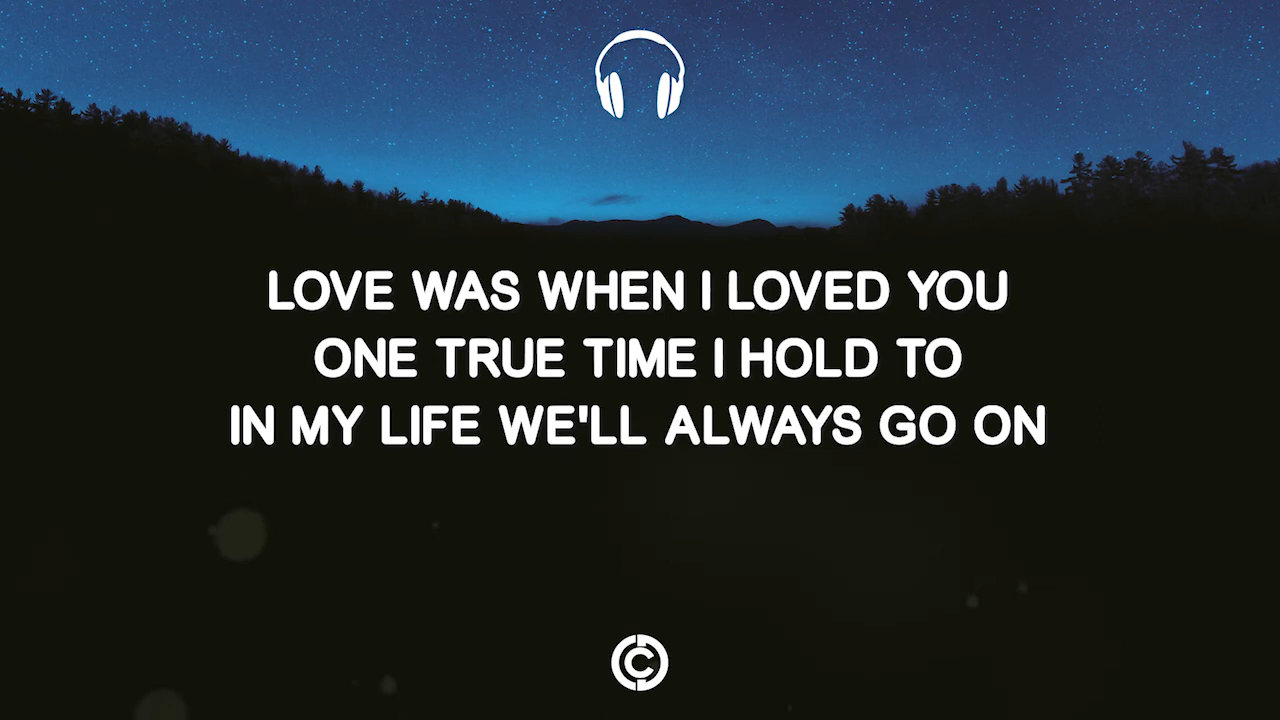 LOVE WAS WHEN I LOVED YOU
ONE TRUE TIME I HOLD TO
IN MY LIFE WE'LL ALWAYS GO ON